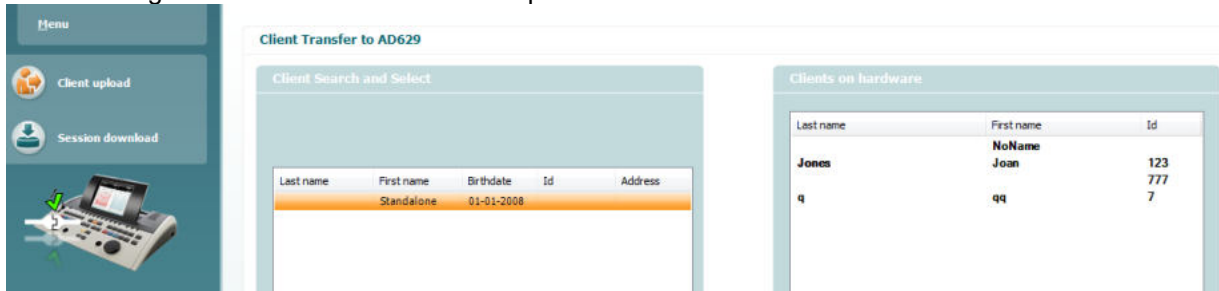 Menu
Client upload
Session download
Client Transfer to AD629
Client Search and Select
Last name First name Birthdate Id Address
Standalone 01-01-2008
Clients on hardware
Last name First name Id
NoName
Jones Joan 123
777
q qq 7